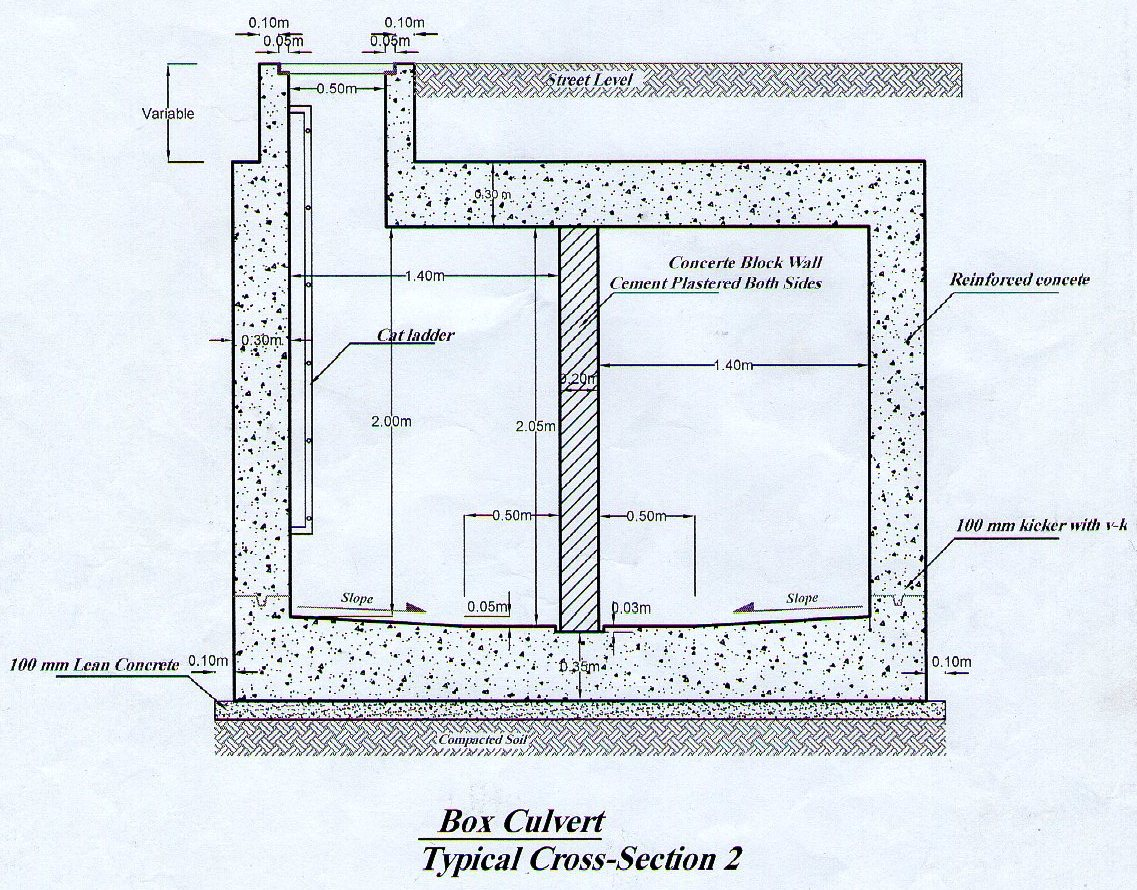 0.10m
0.10m
0.05m
0.05m
Street Level
0.50m
Variable
0.30 m
Concerte Block Wall
Cement Plastered Both Sides
1.40m
Reinforced concete
Cat ladder
0.30m
1.40m
0.20m
2.00m
2.05m
0.50m
0.50m
100 mm kicker with v-k
Slope
0.05m
0.03m
Slope
100 mm Lean Concrete
0.10m
0.35m
0.10m
Compacted Soil
Box Culvert
Typical Cross-Section 2